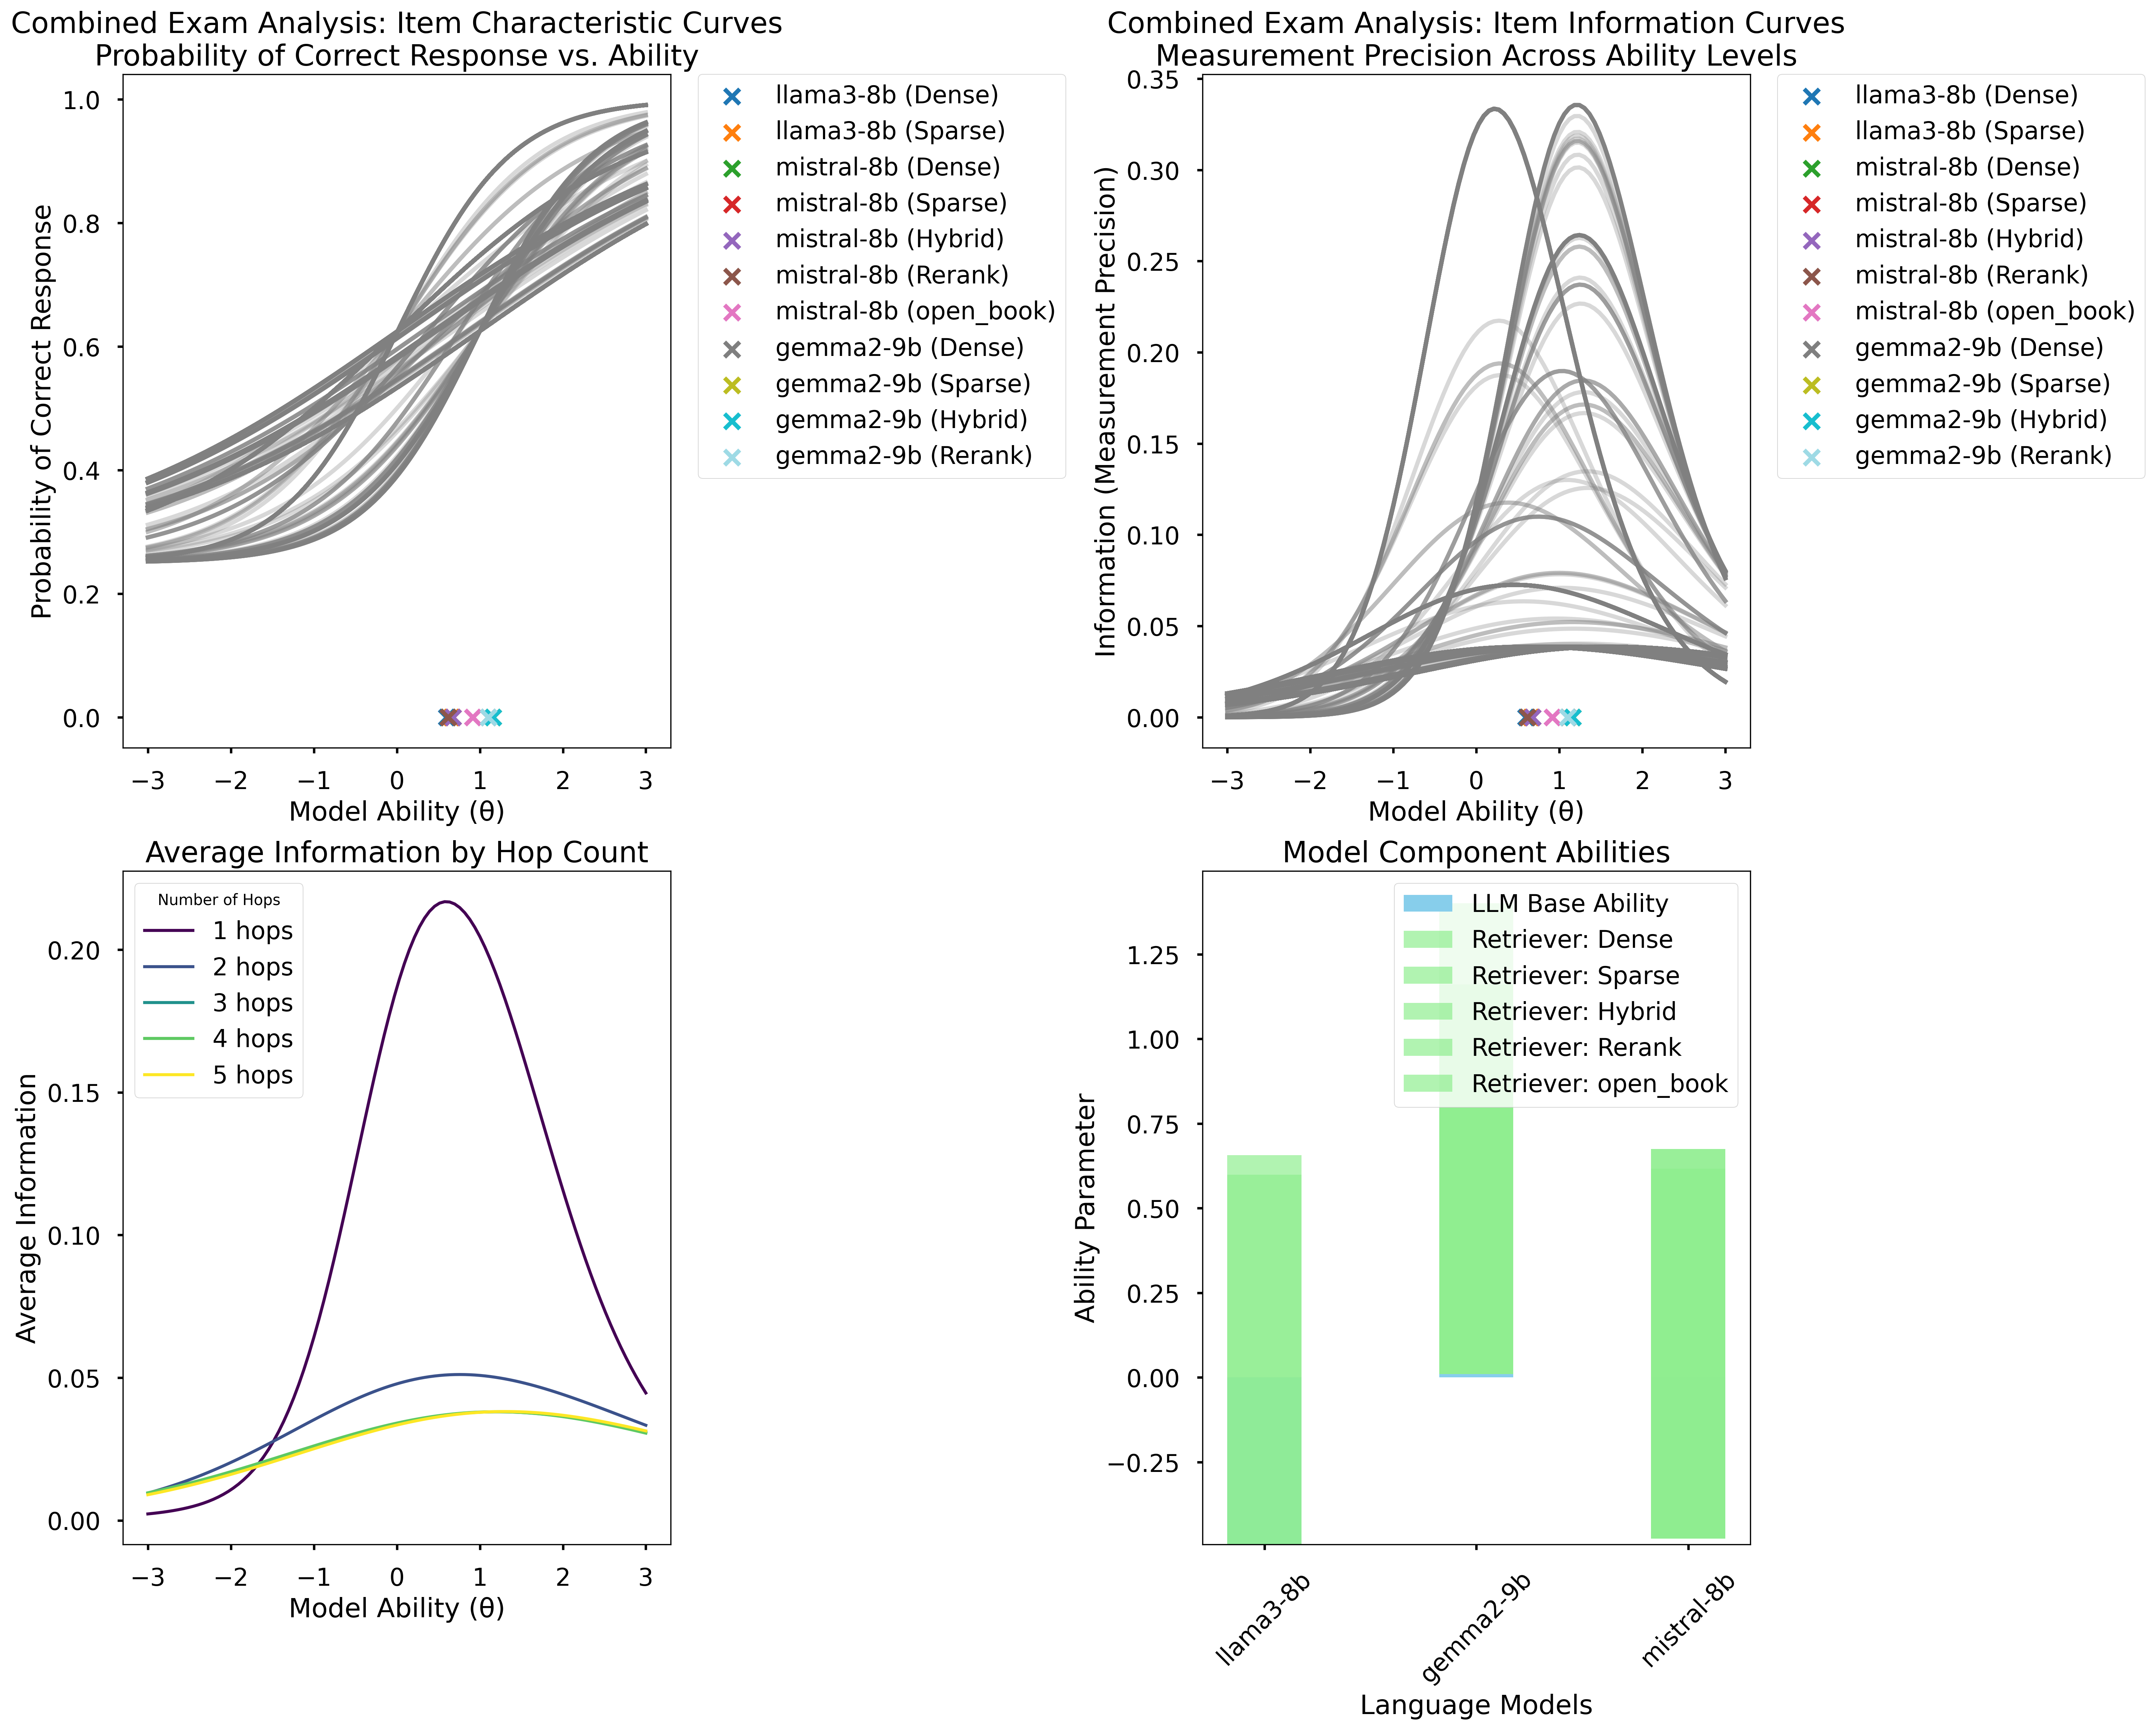 Combined Exam Analysis: Item Characteristic Curves
Probability of Correct Response vs. Ability
Probability of Correct Response
1.0
0.8
0.6
0.4
0.2
0.0
−3
−2
−1
0
1
2
3
Model Ability (θ)
llama3-8b (Dense)
llama3-8b (Sparse)
mistral-8b (Dense)
mistral-8b (Sparse)
mistral-8b (Hybrid)
mistral-8b (Rerank)
mistral-8b (open_book)
gemma2-9b (Dense)
gemma2-9b (Sparse)
gemma2-9b (Hybrid)
gemma2-9b (Rerank)
Combined Exam Analysis: Item Information Curves
Measurement Precision Across Ability Levels
Information (Measurement Precision)
0.35
0.30
0.25
0.20
0.15
0.10
0.05
0.00
−3
−2
−1
0
1
2
3
Model Ability (θ)
llama3-8b (Dense)
llama3-8b (Sparse)
mistral-8b (Dense)
mistral-8b (Sparse)
mistral-8b (Hybrid)
mistral-8b (Rerank)
mistral-8b (open_book)
gemma2-9b (Dense)
gemma2-9b (Sparse)
gemma2-9b (Hybrid)
gemma2-9b (Rerank)
Average Information by Hop Count
Average Information
0.20
0.15
0.10
0.05
0.00
Number of Hops
1 hops
2 hops
3 hops
4 hops
5 hops
−3
−2
−1
0
1
2
3
Model Ability (θ)
Model Component Abilities
Ability Parameter
1.25
1.00
0.75
0.50
0.25
0.00
−0.25
LLM Base Ability
Retriever: Dense
Retriever: Sparse
Retriever: Hybrid
Retriever: Rerank
Retriever: open_book
llama3-8b
gemma2-9b
mistral-8b
Language Models